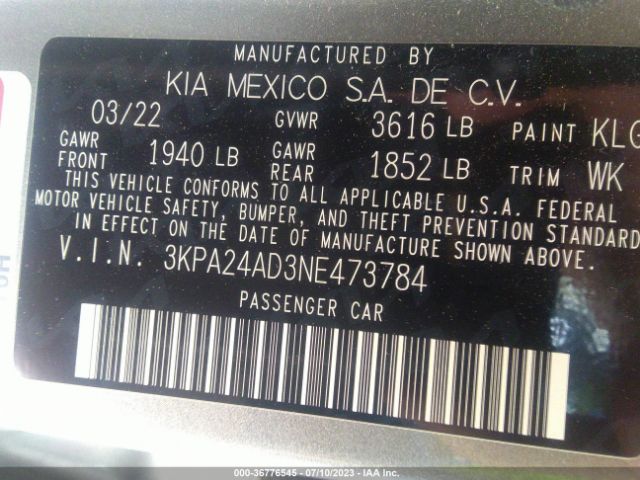 MANUFACTURED BY
KIA MEXICO S.A. DE C.V.
03/22 GVWR 3616 LB PAINT KLG
GAWR FRONT 1940 LB GAWR REAR 1852 LB TRIM WK
THIS VEHICLE CONFORMS TO ALL APPLICABLE U.S.A. FEDERAL
MOTOR VEHICLE SAFETY, BUMPER, AND THEFT PREVENTION STANDARD
IN EFFECT ON THE DATE OF MANUFACTURE SHOWN ABOVE.
V.I.N. 3KPA24AD3NE473784
PASSENGER CAR
000-36776545 - 07/10/2023 - IAA Inc.